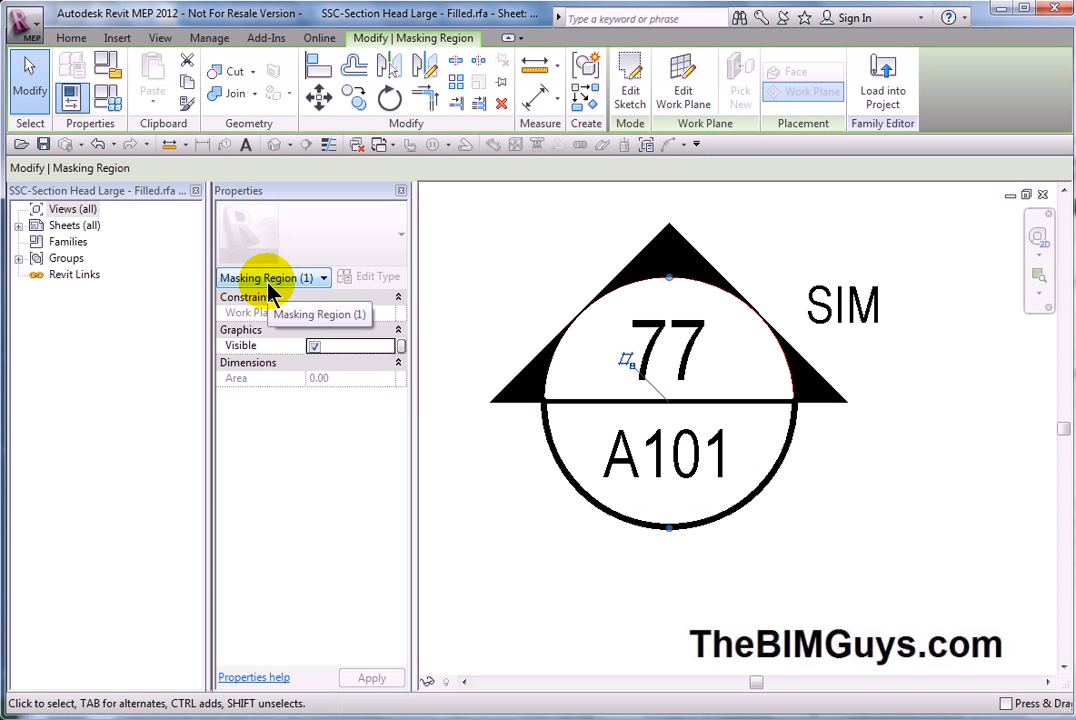 Autodesk Revit MEP 2012 - Not For Resale Version - SSC-Section Head Large - Filled.rfa - Sheet: ...
Type a keyword or phrase
Sign In
MEP
Home Insert View Manage Add-Ins Online Modify | Masking Region
Modify
Paste
Cut
Join
Edit Sketch
Edit Work Plane
Pick New
Face
Work Plane
Load into Project
Select Properties Clipboard Geometry Modify Measure Create Mode Work Plane Placement Family Editor
Modify | Masking Region
SSC-Section Head Large - Filled.rfa ...
Views (all)
Sheets (all)
Families
Groups
Revit Links
Properties
Masking Region (1)
Edit Type
Masking Region (1)
Graphics
Visible
Dimensions
Area 0.00
Properties help
Apply
77
A101
SIM
2D
TheBIMGuys.com
Click to select, TAB for alternates, CTRL adds, SHIFT unselects.
Press & Dra